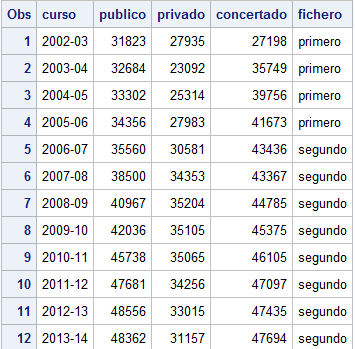 Obs curso publico privado concertado fichero
1 2002-03 31823 27935 27198 primero
2 2003-04 32684 23092 35749 primero
3 2004-05 33302 25314 39756 primero
4 2005-06 34356 27983 41673 primero
5 2006-07 35560 30581 43436 segundo
6 2007-08 38500 34353 43367 segundo
7 2008-09 40967 35204 44785 segundo
8 2009-10 42036 35105 45375 segundo
9 2010-11 45738 35065 46105 segundo
10 2011-12 47681 34256 47097 segundo
11 2012-13 48556 33015 47435 segundo
12 2013-14 48362 31157 47694 segundo